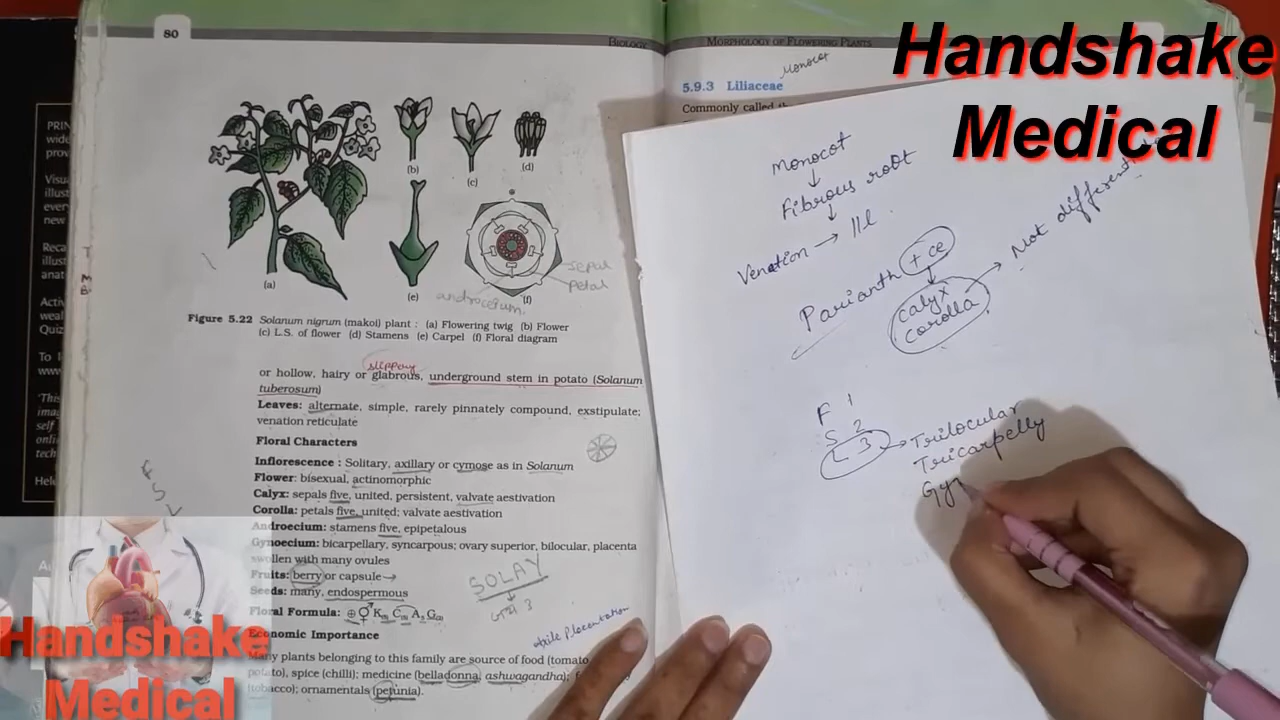 80
BIOLOGY
(a)
(b)
(c)
(d)
(e)
(f)
sepal
petal
androecium
Figure 5.22 Solanum nigrum (makoi) plant : (a) Flowering twig (b) Flower
(c) L.S. of flower (d) Stamens (e) Carpel (f) Floral diagram
slippery
or hollow, hairy or glabrous, underground stem in potato (Solanum
tuberosum)
Leaves: alternate, simple, rarely pinnately compound, exstipulate;
venation reticulate
Floral Characters
Inflorescence : Solitary, axillary or cymose as in Solanum
Flower: bisexual, actinomorphic
Calyx: sepals five, united, persistent, valvate aestivation
Corolla: petals five, united; valvate aestivation
Androecium: stamens five, epipetalous
Gynoecium: bicarpellary, syncarpous; ovary superior, bilocular, placenta
swollen with many ovules
Fruits: berry or capsule →
Seeds: many, endospermous
SOLAY
Floral Formula: ⊕ ⚥ K(5) C(5) A5 G(2)
Economic Importance
axile Placentation
Many plants belonging to this family are source of food (tomato,
potato), spice (chilli); medicine (belladonna, ashwagandha);
(tobacco); ornamentals (petunia).
MORPHOLOGY OF FLOWERING PLANTS
Monocot
5.9.3 Liliaceae
Commonly called
Monocot
↓
Fibrous root
↓
Venation → ||l
Parianth + ce
calyx
corolla
→ Not
F 1
S 2
L 3 → Trilocular
Tricarpelly
Gy
Handshake
Medical
Handshake
Medical